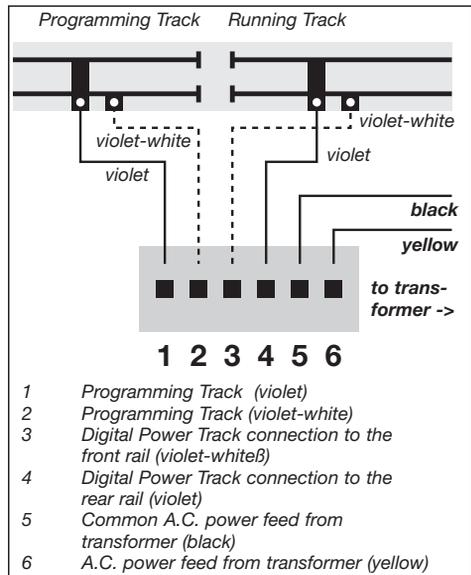 Programming Track Running Track
violet-white
violet-white
violet
violet
black
yellow
to trans-
former ->
1 2 3 4 5 6
1 Programming Track (violet)
2 Programming Track (violet-white)
3 Digital Power Track connection to the
front rail (violet-whiteß)
4 Digital Power Track connection to the
rear rail (violet)
5 Common A.C. power feed from
transformer (black)
6 A.C. power feed from transformer (yellow)